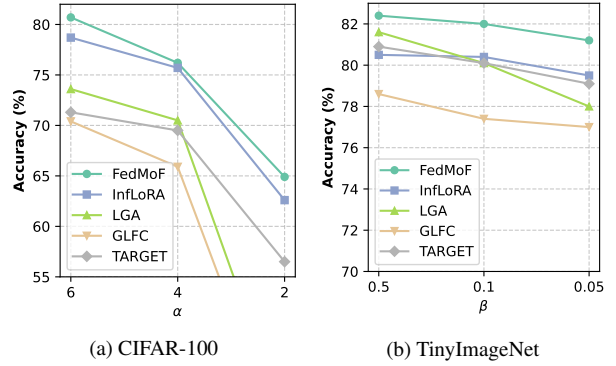 80
75
70
65
60
55
Accuracy (%)
FedMoF
InfLoRA
LGA
GLFC
TARGET
6
4
2
α
(a) CIFAR-100
82
80
78
76
74
72
70
Accuracy (%)
FedMoF
InfLoRA
LGA
GLFC
TARGET
0.5
0.1
0.05
β
(b) TinyImageNet